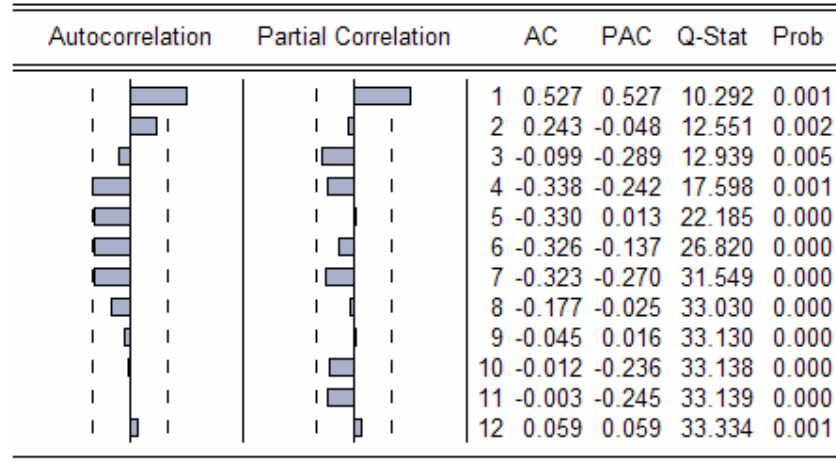 Autocorrelation Partial Correlation AC PAC Q-Stat Prob
1 0.527 0.527 10.292 0.001
2 0.243 -0.048 12.551 0.002
3 -0.099 -0.289 12.939 0.005
4 -0.338 -0.242 17.598 0.001
5 -0.330 0.013 22.185 0.000
6 -0.326 -0.137 26.820 0.000
7 -0.323 -0.270 31.549 0.000
8 -0.177 -0.025 33.030 0.000
9 -0.045 0.016 33.130 0.000
10 -0.012 -0.236 33.138 0.000
11 -0.003 -0.245 33.139 0.000
12 0.059 0.059 33.334 0.001